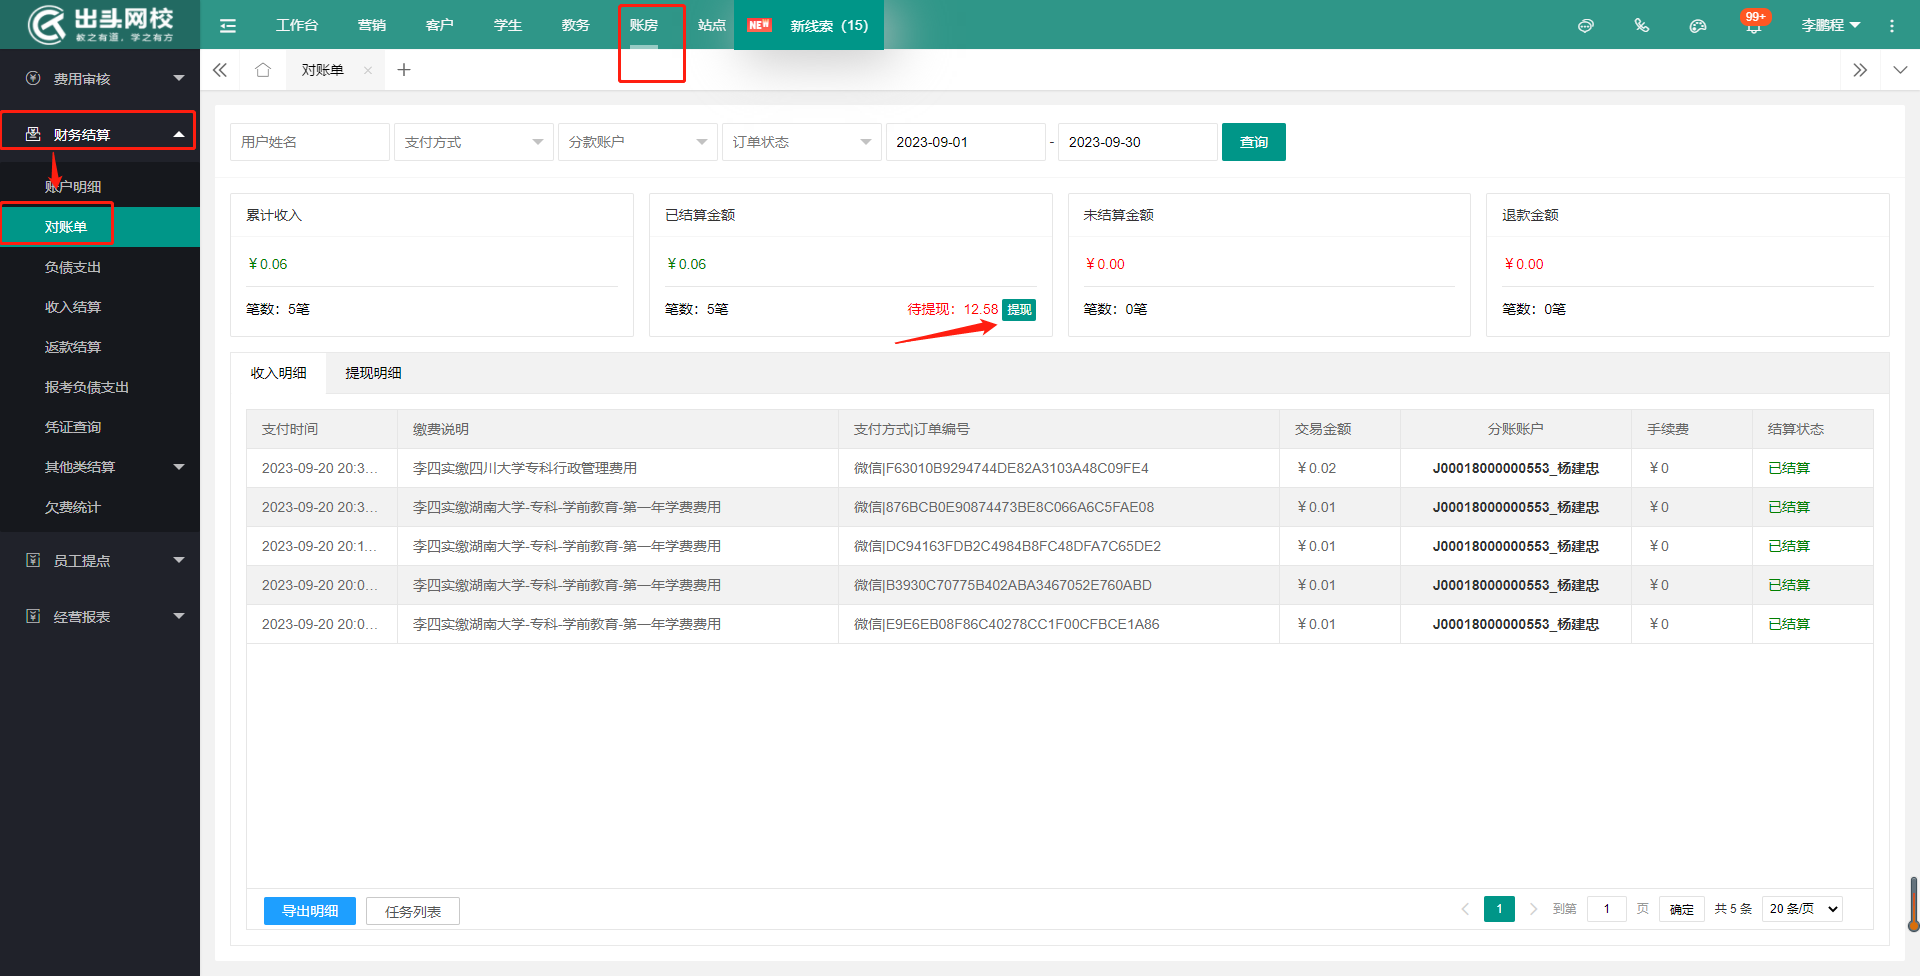 出头网校
教之有道，学之有方
工作台 营销 客户 学生 教务 账房 站点 NEW 新线索（15） 99+ 李鹏程
对账单 × +
费用审核
财务结算
账户明细
对账单
负债支出
收入结算
返款结算
报考负债支出
凭证查询
其他类结算
欠费统计
员工提点
经营报表
用户姓名 支付方式 分款账户 订单状态 2023-09-01 - 2023-09-30 查询
累计收入
￥0.06
笔数：5笔
已结算金额
￥0.06
笔数：5笔 待提现：12.58 提现
未结算金额
￥0.00
笔数：0笔
退款金额
￥0.00
笔数：0笔
收入明细 提现明细
支付时间 缴费说明 支付方式|订单编号 交易金额 分账账户 手续费 结算状态
2023-09-20 20:3... 李四实缴四川大学专科行政管理费用 微信|F63010B9294744DE82A3103A48C09FE4 ￥0.02 J00018000000553_杨建忠 ￥0 已结算
2023-09-20 20:3... 李四实缴湖南大学-专科-学前教育-第一年学费费用 微信|876BCB0E90874473BE8C066A6C5FAE08 ￥0.01 J00018000000553_杨建忠 ￥0 已结算
2023-09-20 20:1... 李四实缴湖南大学-专科-学前教育-第一年学费费用 微信|DC94163FDB2C4984B8FC48DFA7C65DE2 ￥0.01 J00018000000553_杨建忠 ￥0 已结算
2023-09-20 20:0... 李四实缴湖南大学-专科-学前教育-第一年学费费用 微信|B3930C70775B402ABA3467052E760ABD ￥0.01 J00018000000553_杨建忠 ￥0 已结算
2023-09-20 20:0... 李四实缴湖南大学-专科-学前教育-第一年学费费用 微信|E9E6EB08F86C40278CC1F00CFBCE1A86 ￥0.01 J00018000000553_杨建忠 ￥0 已结算
导出明细 任务列表 1 到第 1 页 确定 共 5 条 20 条/页